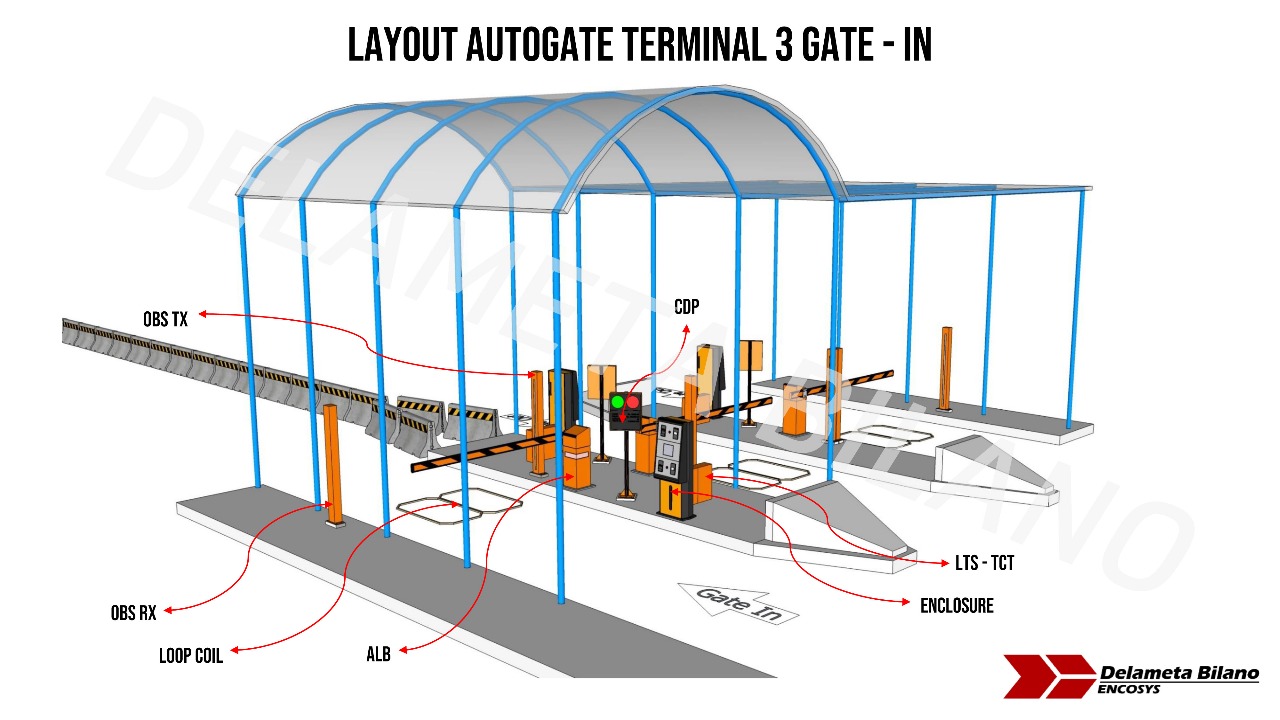 LAYOUT AUTOGATE TERMINAL 3 GATE - IN
DELAMETA BILANO
OBS TX
CDP
LTS - TCT
ENCLOSURE
OBS RX
LOOP COIL
ALB
Gate In
Delameta Bilano
ENCOSYS